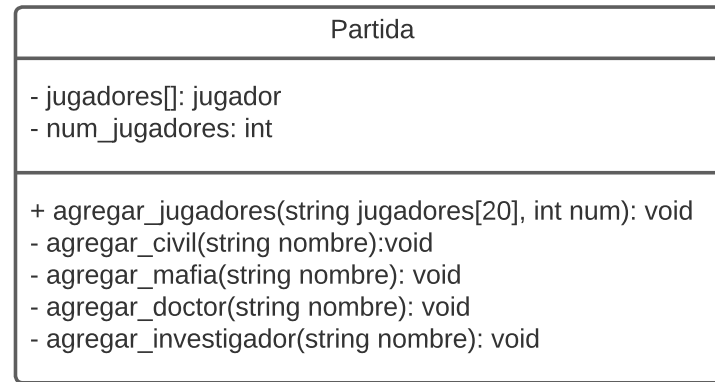 Partida
- jugadores[]: jugador
- num_jugadores: int
+ agregar_jugadores(string jugadores[20], int num): void
- agregar_civil(string nombre):void
- agregar_mafia(string nombre): void
- agregar_doctor(string nombre): void
- agregar_investigador(string nombre): void